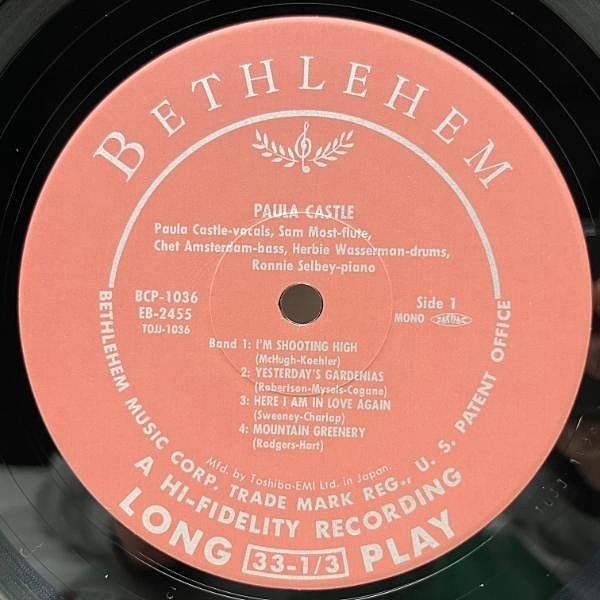 BETHLEHEM
PAULA CASTLE
Paula Castle-vocals, Sam Most-flute,
Chet Amsterdam-bass, Herbie Wasserman-drums,
Ronnie Selbey-piano
BCP-1036
EB-2455
TOJJ-1036
Side 1
MONO
Band 1: I'M SHOOTING HIGH
(McHugh-Koehler)
2: YESTERDAY'S GARDENIAS
(Robertson-Mysels-Cogane)
3: HERE I AM IN LOVE AGAIN
(Sweeney-Charlap)
4: MOUNTAIN GREENERY
(Rodgers-Hart)
Mfd. by Toshiba-EMI Ltd. in Japan.
BETHLEHEM MUSIC CORP. TRADE MARK REG., U. S. PATENT OFFICE
A HI-FIDELITY RECORDING
LONG 33-1/3 PLAY